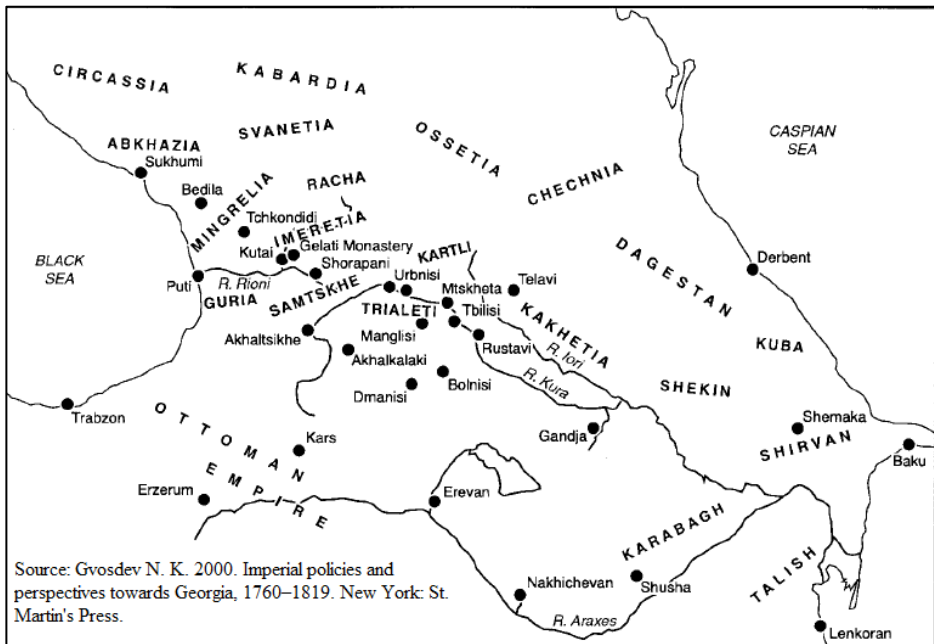 CIRCASSIA
KABARDIA
ABKHAZIA
SVANETIA
OSSETIA
CASPIAN
SEA
Sukhumi
Bedila
MINGRELIA
RACHA
CHECHNIA
Tchkondidi
IMERETIA
Kutai
Gelati Monastery
KARTLI
BLACK
SEA
Puti
R. Rioni
Shorapani
Urbnisi
Mtskheta
Telavi
DAGESTAN
Derbent
GURIA
SAMTSKHE
TRIALETI
Tbilisi
KAKHETIA
Akhaltsikhe
Manglisi
Rustavi
R. Iori
KUBA
Akhalkalaki
Bolnisi
R. Kura
SHEKIN
Dmanisi
Trabzon
OTTOMAN
EMPIRE
Kars
Gandja
Shemaka
SHIRVAN
Baku
Erzerum
Erevan
KARABAGH
TALISH
Nakhichevan
Shusha
R. Araxes
Lenkoran
Source: Gvosdev N. K. 2000. Imperial policies and
perspectives towards Georgia, 1760–1819. New York: St.
Martin's Press.